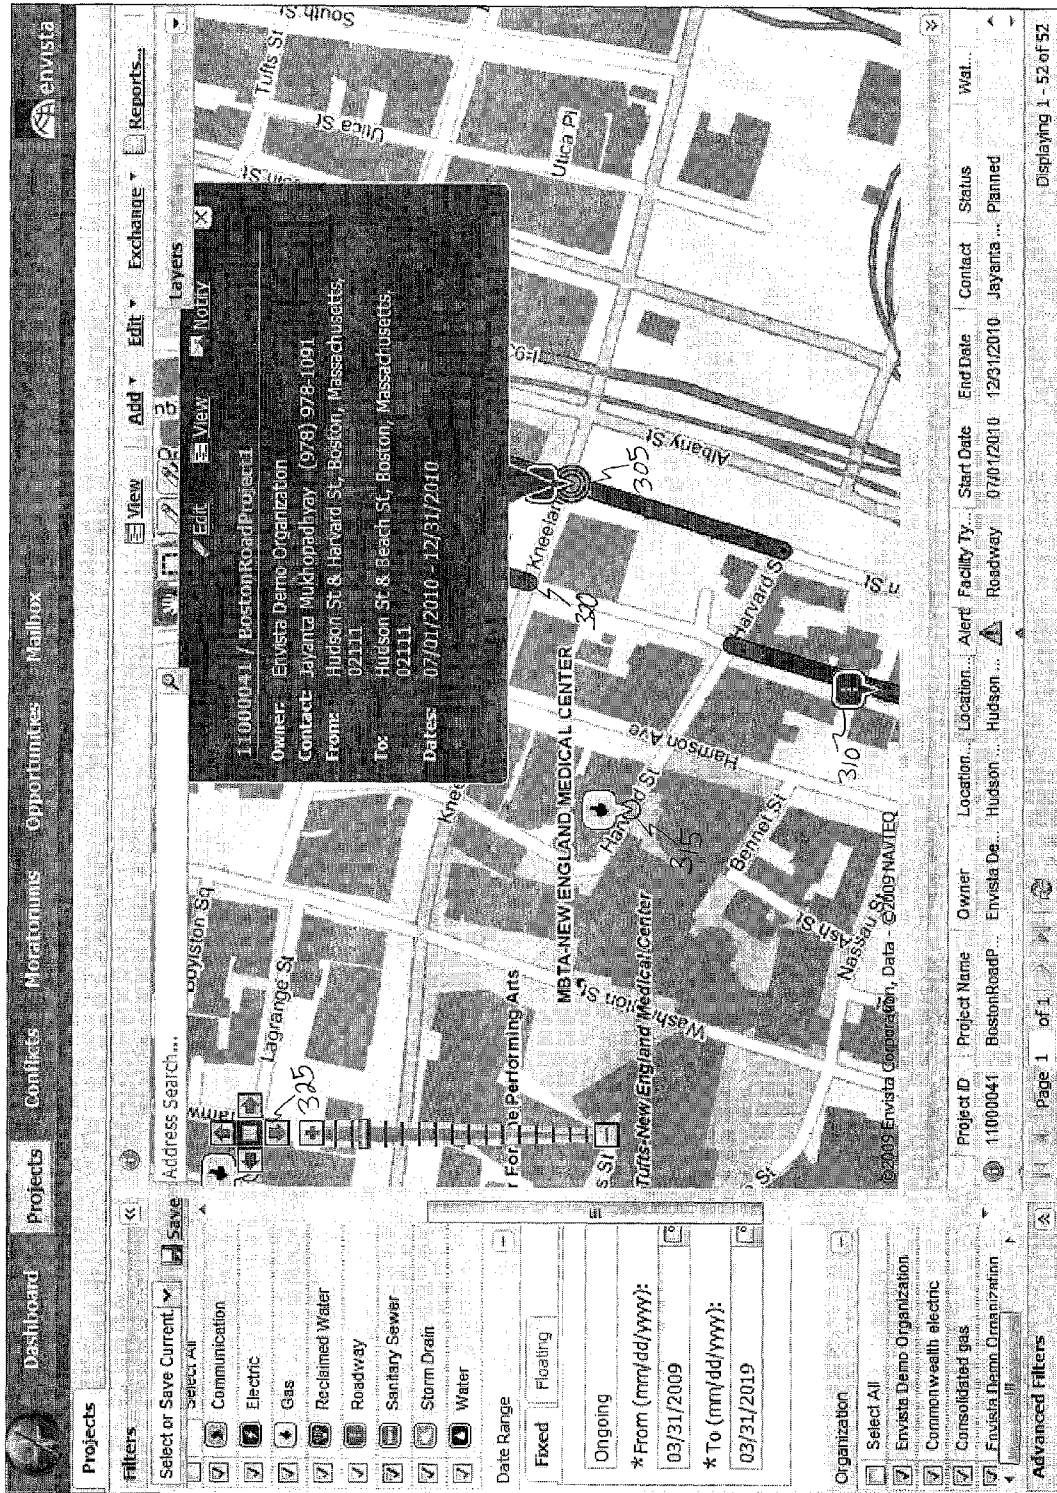 Dashboard
Projects
Conflicts
Moratoriums
Opportunities
Mailbox
envista
Projects
Filters
View
Add
Edit
Exchange
Reports...
Select or Save Current
Save
Address Search...
Layers
Select All
Communication
Electric
Gas
Reclaimed Water
Roadway
Sanitary Sewer
Storm Drain
Water
Date Range
Fixed
Floating
Ongoing
*From (mm/dd/yyyy):
03/31/2009
*To (mm/dd/yyyy):
03/31/2019
Organization
Select All
Envista Demo Organization
Commonwealth electric
Consolidated gas
Envista Demo Organization
Advanced Filters
Edit
View
Notify
11000041 / BostonRoadProject1
Owner: Envista Demo Organization
Contact: Jayanta Mukhopadhyay (978) 978-1091
From: Hudson St & Harvard St, Boston, Massachusetts,
02111
To: Hudson St & Beach St, Boston, Massachusetts,
02111
Dates: 07/01/2010 - 12/31/2010
Boylston Sq
Lagrange St
South St
Tufts St
Utica St
Utica Pl
I-93
Albany St
Kneeland
Harvard St
Harrison Ave
Bennet St
Ash St
Nassau St
Washington St
MBTA-NEW ENGLAND MEDICAL CENTER
Tufts-New England Medical Center
r For The Performing Arts
s St
305
310
315
320
325
©2009 Envista Corporation, Data - ©2009 NAVTEQ
Project ID
Project Name
Owner
Location...
Location...
Alert
Facility Ty...
Start Date
End Date
Contact
Status
Wat...
11000041
BostonRoadP...
Envista De...
Hudson ...
Hudson ...
Roadway
07/01/2010
12/31/2010
Jayanta ...
Planned
Page 1 of 1
Displaying 1 - 52 of 52